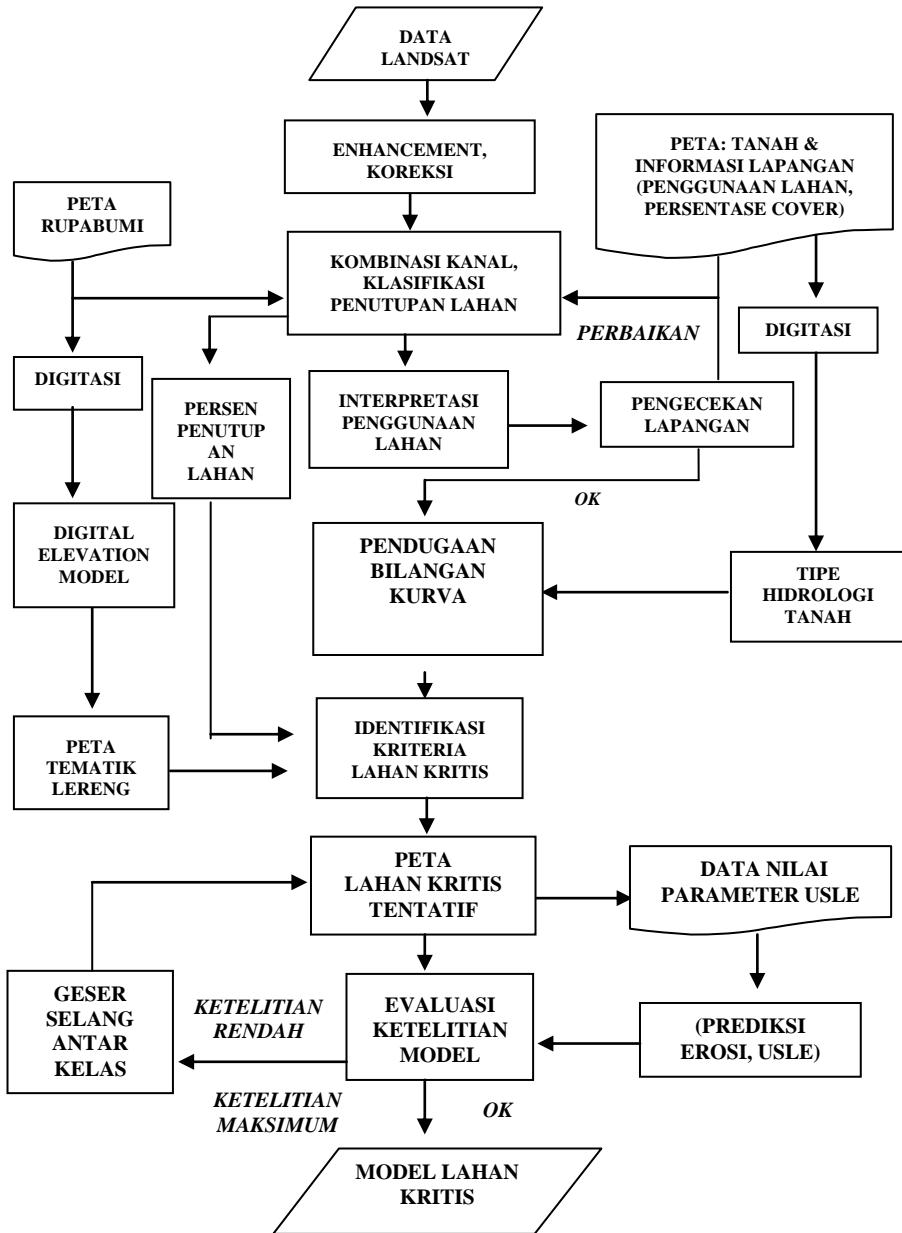 DATA
LANDSAT
ENHANCEMENT,
KOREKSI
PETA: TANAH &
INFORMASI LAPANGAN
(PENGGUNAAN LAHAN,
PERSENTASE COVER)
PETA
RUPABUMI
KOMBINASI KANAL,
KLASIFIKASI
PENUTUPAN LAHAN
PERBAIKAN
DIGITASI
DIGITASI
PERSEN
PENUTUP
AN
LAHAN
INTERPRETASI
PENGGUNAAN
LAHAN
PENGECEKAN
LAPANGAN
OK
DIGITAL
ELEVATION
MODEL
PENDUGAAN
BILANGAN
KURVA
TIPE
HIDROLOGI
TANAH
PETA
TEMATIK
LERENG
IDENTIFIKASI
KRITERIA
LAHAN KRITIS
PETA
LAHAN KRITIS
TENTATIF
DATA NILAI
PARAMETER USLE
GESER
SELANG
ANTAR
KELAS
KETELITIAN
RENDAH
EVALUASI
KETELITIAN
MODEL
(PREDIKSI
EROSI, USLE)
KETELITIAN
MAKSIMUM
OK
MODEL LAHAN
KRITIS